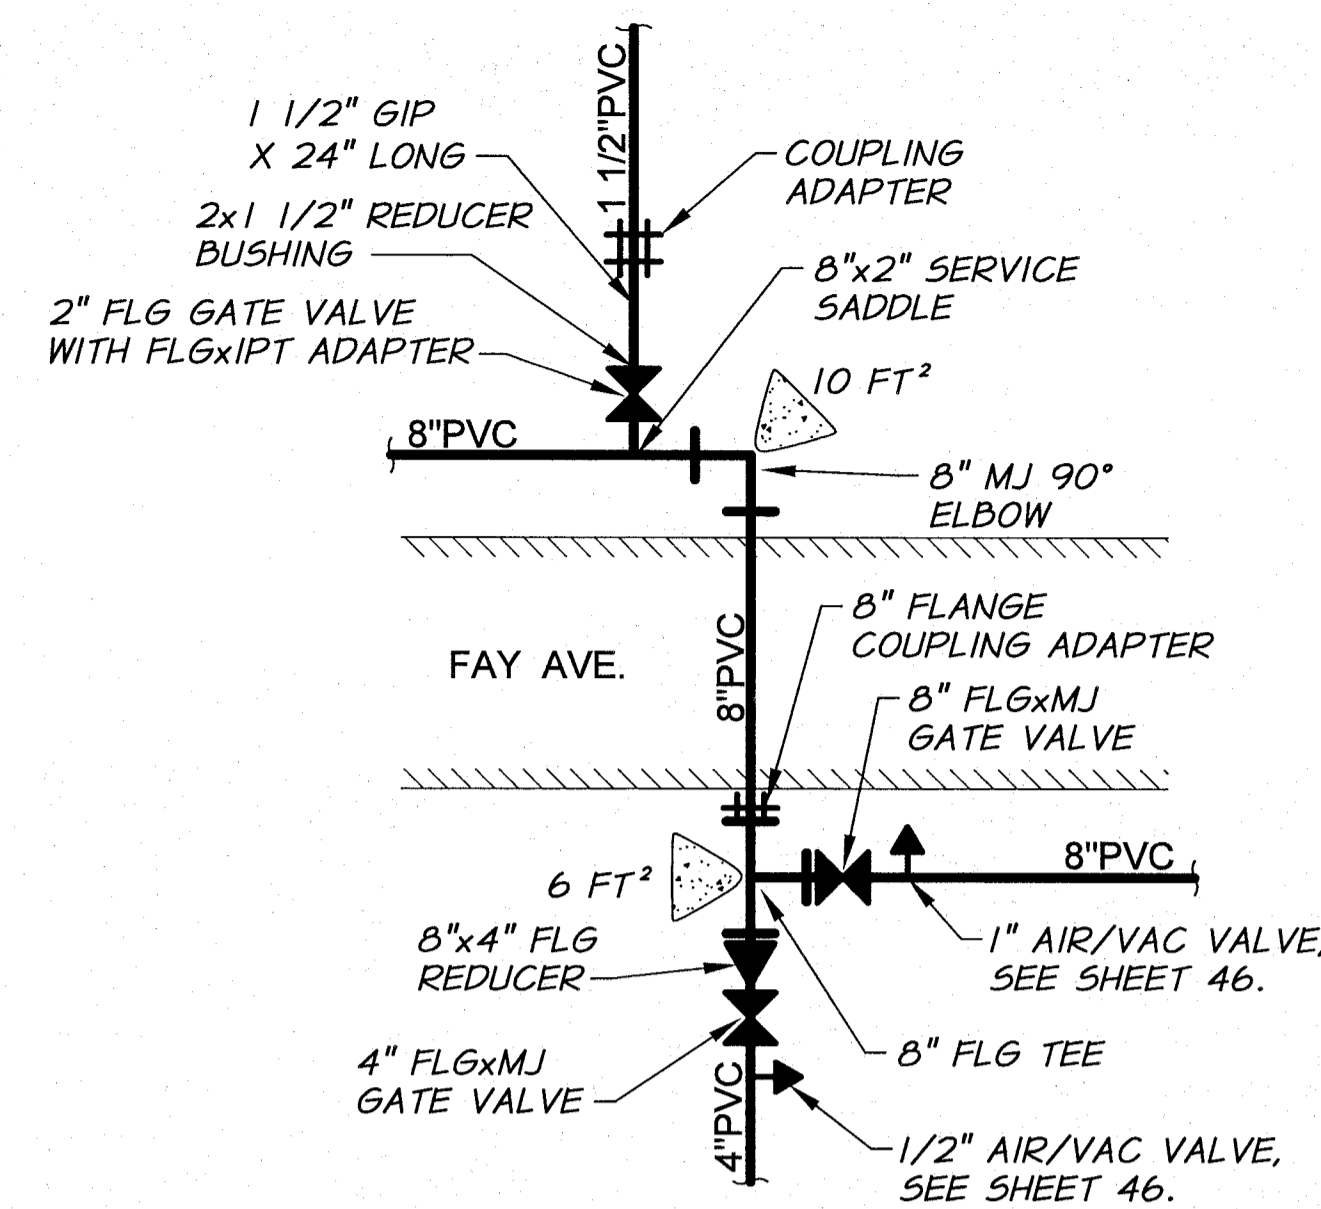 1 1/2" GIP
X 24" LONG
1 1/2"PVC
COUPLING
ADAPTER
2x1 1/2" REDUCER
BUSHING
8"x2" SERVICE
SADDLE
2" FLG GATE VALVE
WITH FLGxIPT ADAPTER
10 FT²
8"PVC
8" MJ 90°
ELBOW
8" FLANGE
COUPLING ADAPTER
FAY AVE.
8"PVC
8" FLGxMJ
GATE VALVE
8"PVC
6 FT²
8"x4" FLG
REDUCER
1" AIR/VAC VALVE,
SEE SHEET 46.
8" FLG TEE
4" FLGxMJ
GATE VALVE
4"PVC
1/2" AIR/VAC VALVE,
SEE SHEET 46.